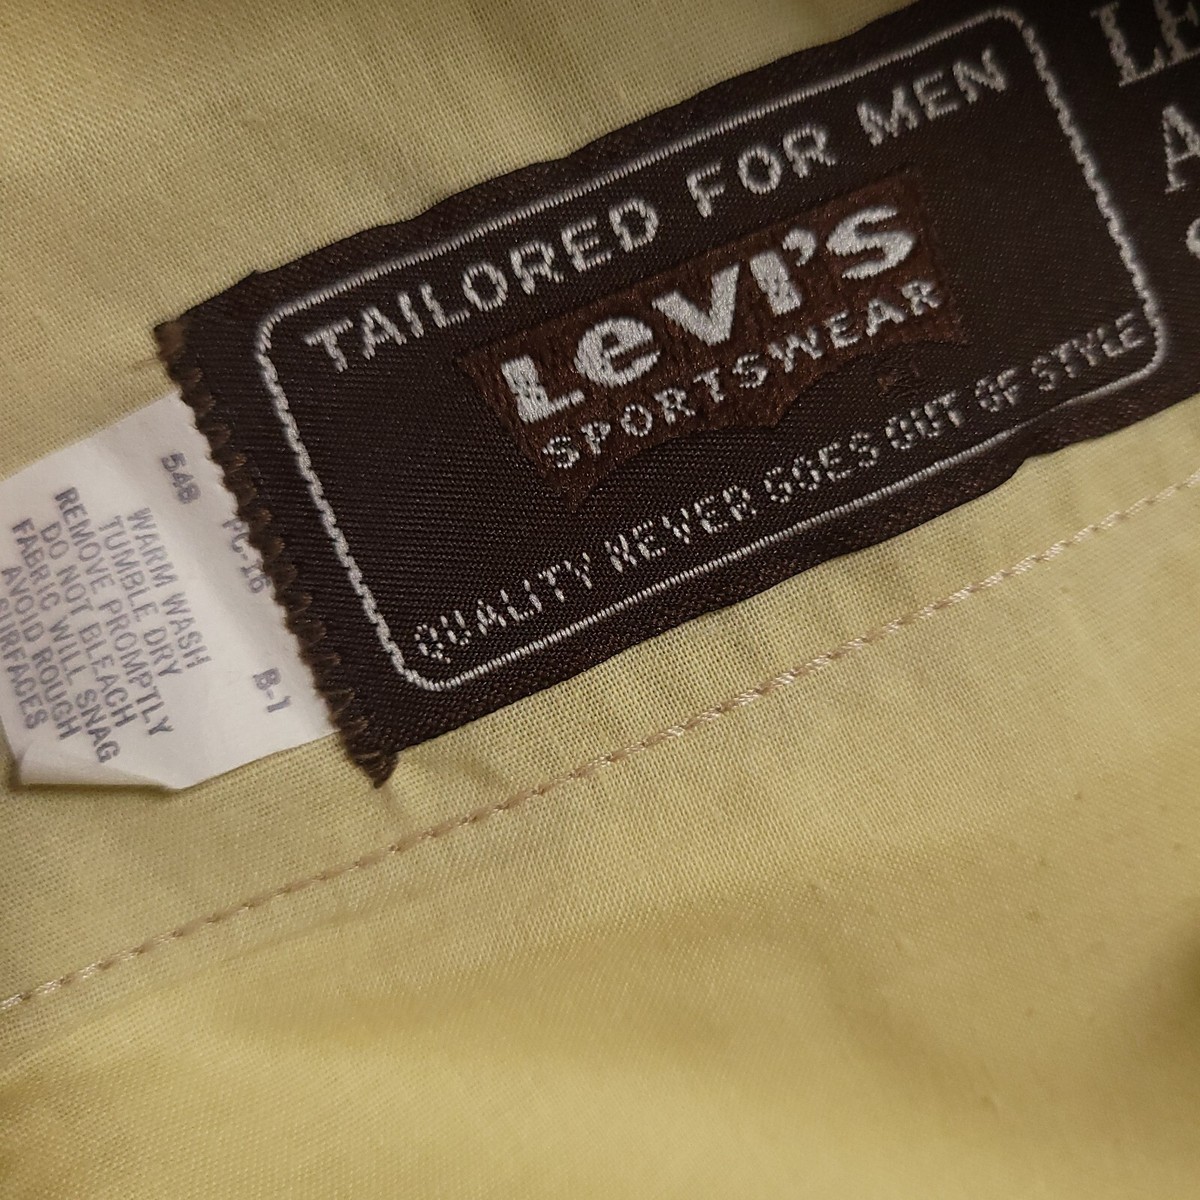 TAILORED FOR MEN
Levi's
SPORTSWEAR
QUALITY NEVER GOES OUT OF STYLE
LE
A
548 PC-16 B-1
WARM WASH
TUMBLE DRY
REMOVE PROMPTLY
DO NOT BLEACH
FABRIC WILL SNAG
AVOID ROUGH
SURFACES